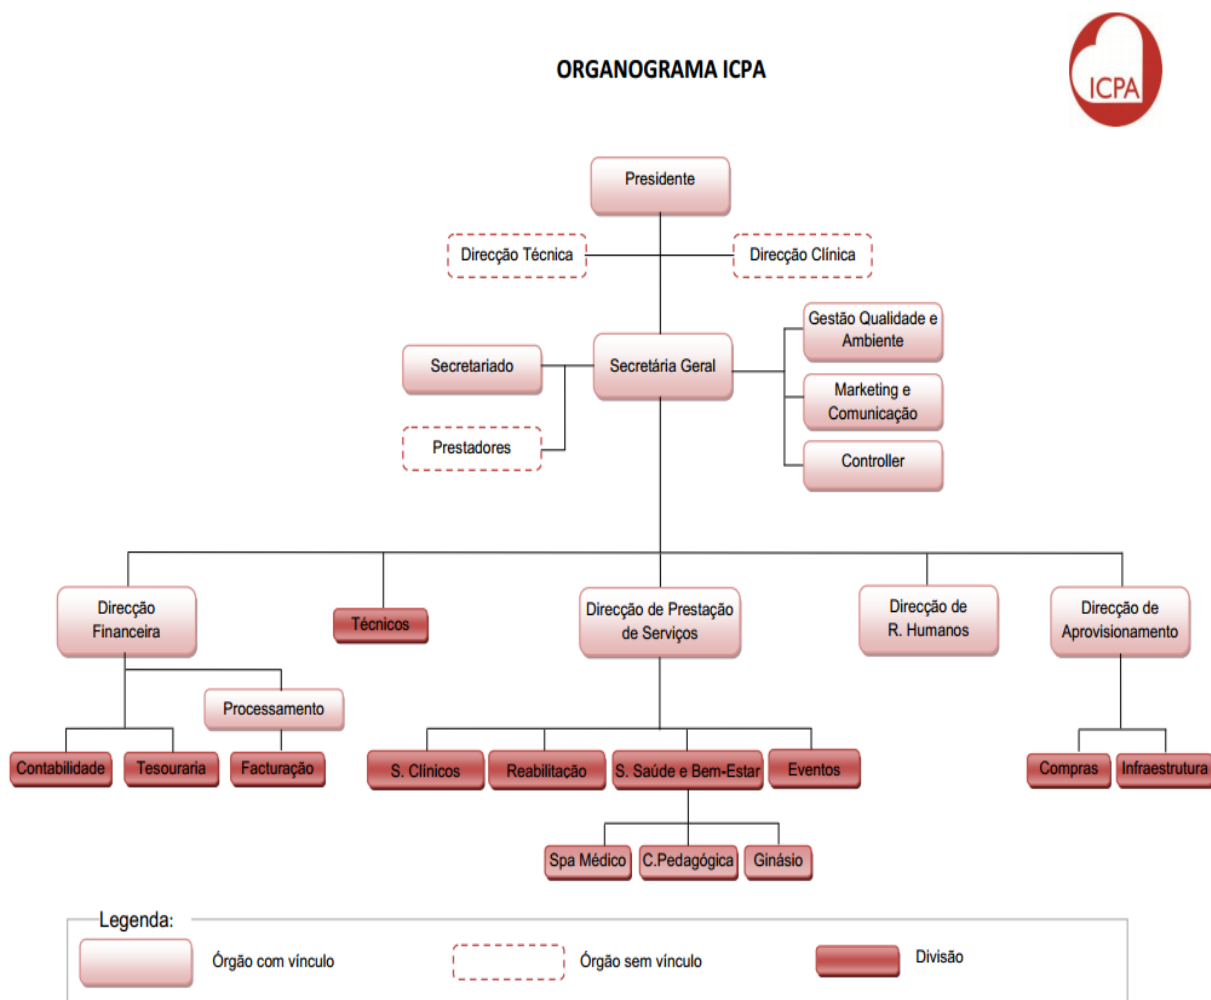 ORGANOGRAMA ICPA
ICPA
Presidente
Direcção Técnica
Direcção Clínica
Gestão Qualidade e
Ambiente
Secretariado
Secretária Geral
Marketing e
Comunicação
Prestadores
Controller
Direcção
Financeira
Técnicos
Direcção de Prestação
de Serviços
Direcção de
R. Humanos
Direcção de
Aprovisionamento
Processamento
Contabilidade
Tesouraria
Facturação
S. Clínicos
Reabilitação
S. Saúde e Bem-Estar
Eventos
Compras
Infraestrutura
Spa Médico
C.Pedagógica
Ginásio
Legenda:
Órgão com vínculo
Órgão sem vínculo
Divisão